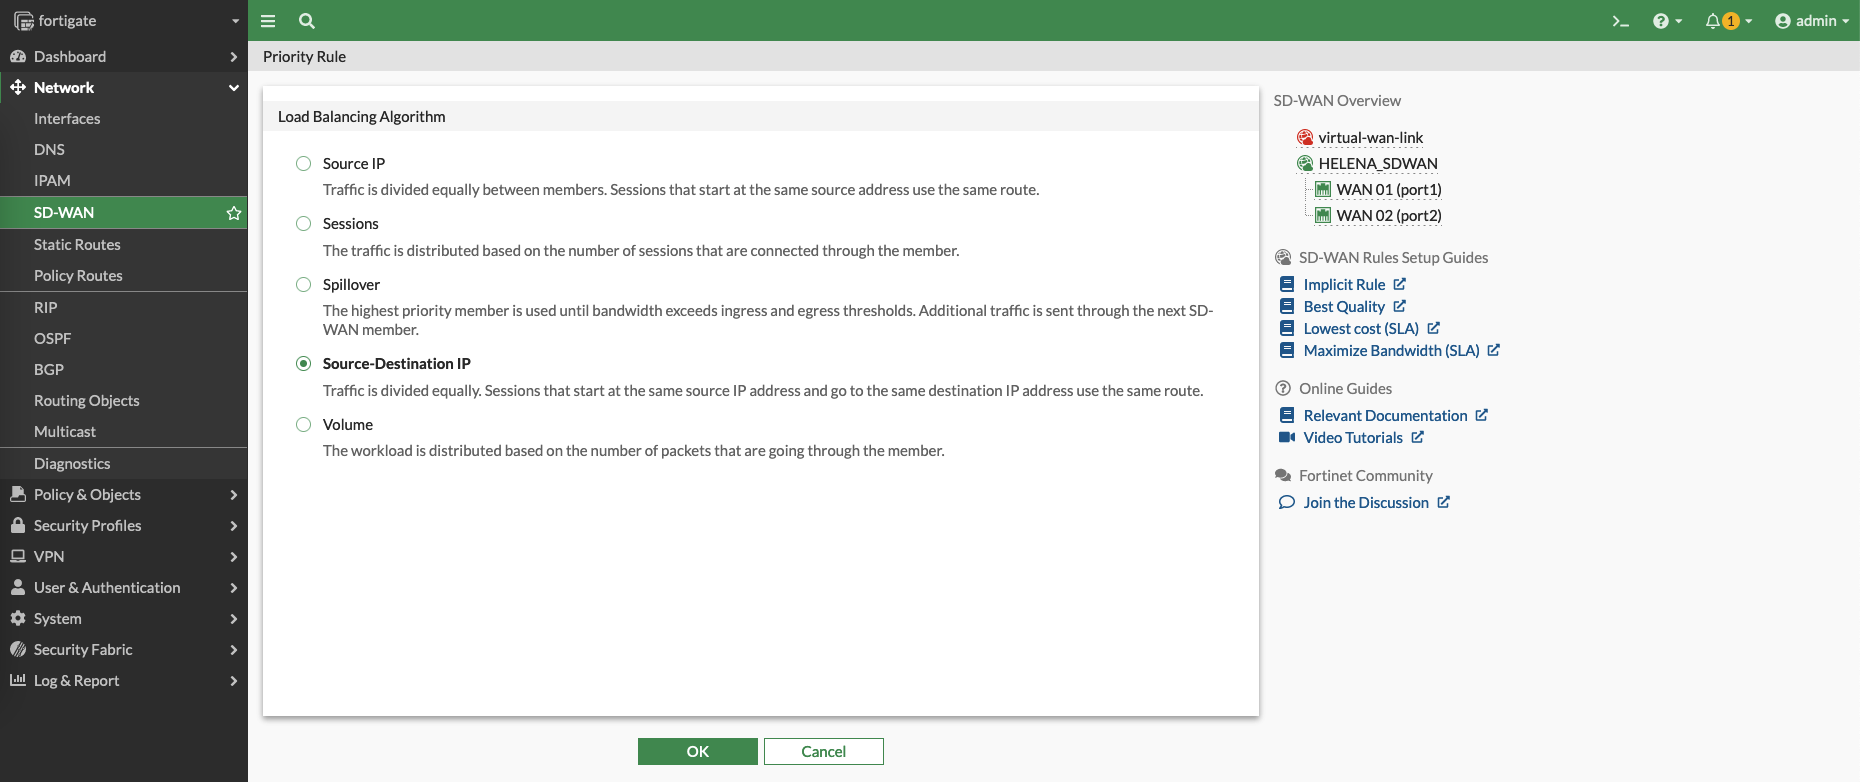 fortigate
1
admin
Dashboard
Network
Interfaces
DNS
IPAM
SD-WAN
Static Routes
Policy Routes
RIP
OSPF
BGP
Routing Objects
Multicast
Diagnostics
Policy & Objects
Security Profiles
VPN
User & Authentication
System
Security Fabric
Log & Report
Priority Rule
Load Balancing Algorithm
Source IP
Traffic is divided equally between members. Sessions that start at the same source address use the same route.
Sessions
The traffic is distributed based on the number of sessions that are connected through the member.
Spillover
The highest priority member is used until bandwidth exceeds ingress and egress thresholds. Additional traffic is sent through the next SD-
WAN member.
Source-Destination IP
Traffic is divided equally. Sessions that start at the same source IP address and go to the same destination IP address use the same route.
Volume
The workload is distributed based on the number of packets that are going through the member.
OK
Cancel
SD-WAN Overview
virtual-wan-link
HELENA_SDWAN
WAN 01 (port1)
WAN 02 (port2)
SD-WAN Rules Setup Guides
Implicit Rule
Best Quality
Lowest cost (SLA)
Maximize Bandwidth (SLA)
Online Guides
Relevant Documentation
Video Tutorials
Fortinet Community
Join the Discussion